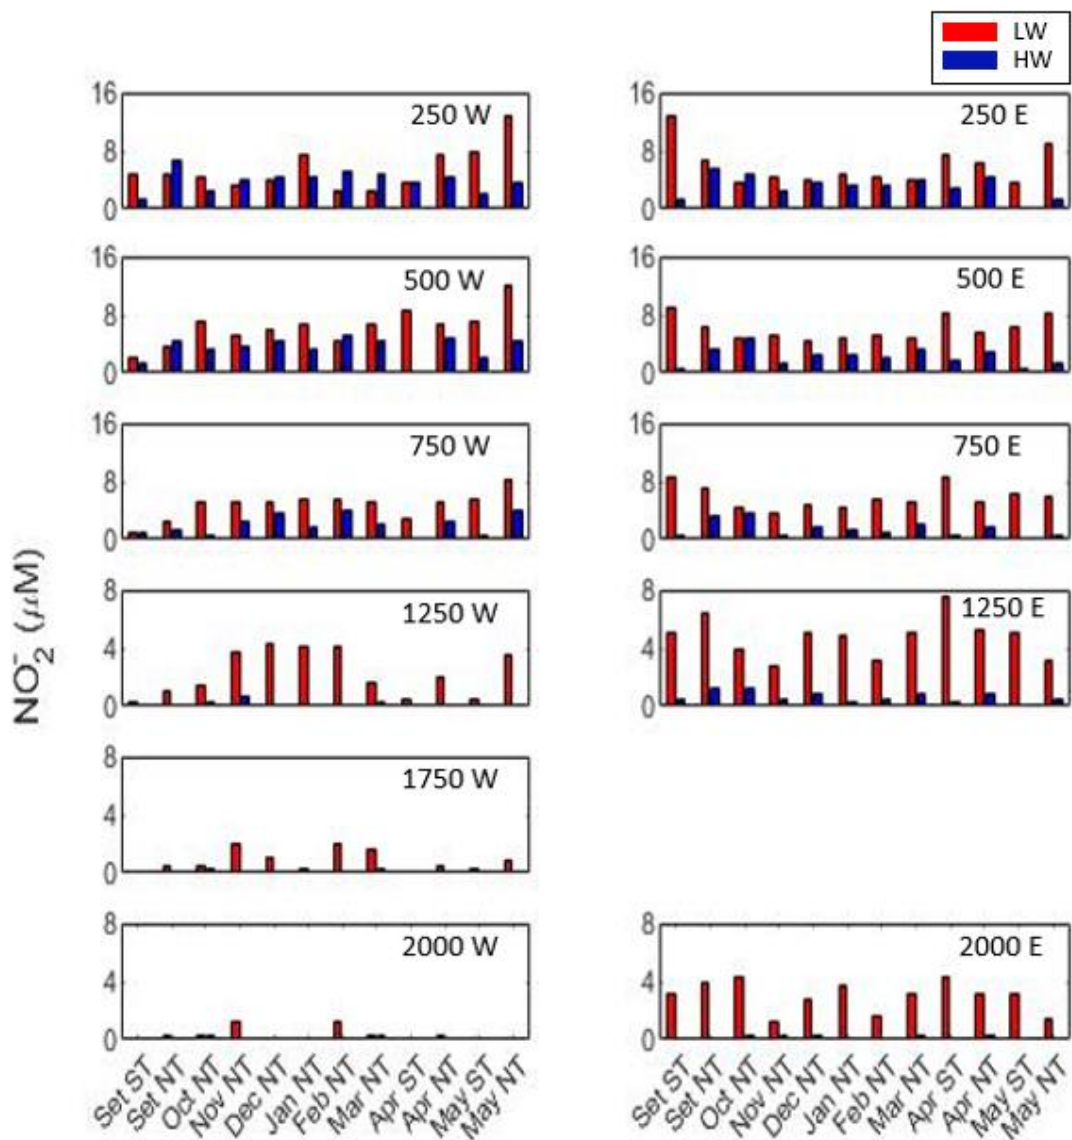 LW
HW
16
8
0
250 W
16
8
0
250 E
16
8
0
500 W
16
8
0
500 E
16
8
0
750 W
16
8
0
750 E
NO₂⁻ (μM)
8
4
0
1250 W
8
4
0
1250 E
8
4
0
1750 W
8
4
0
2000 W
8
4
0
2000 E
Set ST
Set NT
Oct NT
Nov NT
Dec NT
Jan NT
Feb NT
Mar NT
Apr ST
Apr NT
May ST
May NT
Set ST
Set NT
Oct NT
Nov NT
Dec NT
Jan NT
Feb NT
Mar NT
Apr ST
Apr NT
May ST
May NT